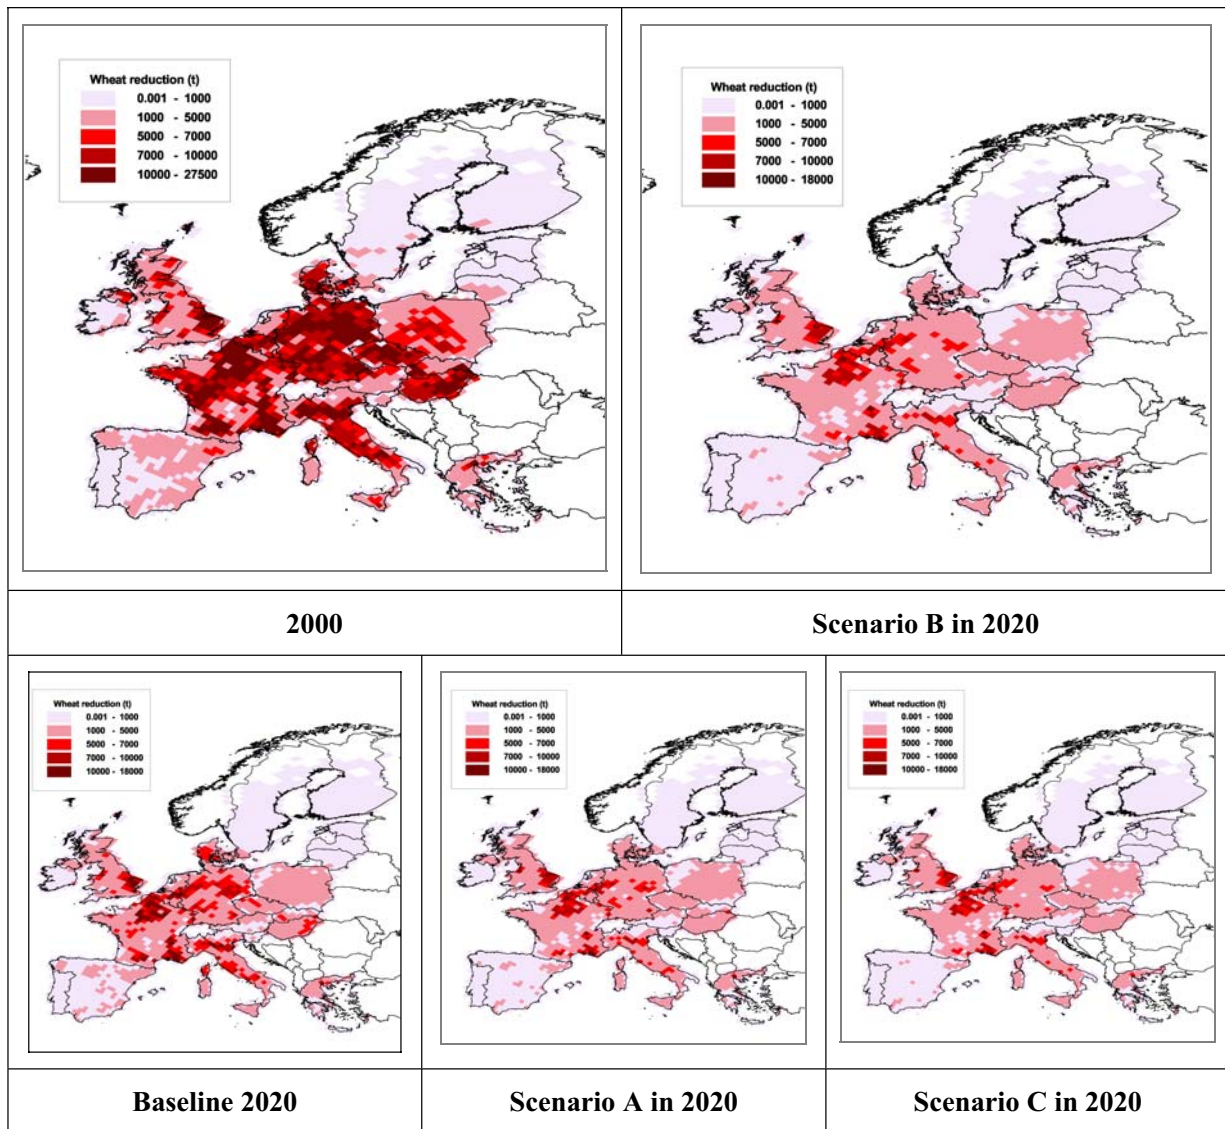 Wheat reduction (t)
0.001 - 1000
1000 - 5000
5000 - 7000
7000 - 10000
10000 - 27500
Wheat reduction (t)
0.001 - 1000
1000 - 5000
5000 - 7000
7000 - 10000
10000 - 18000
2000
Scenario B in 2020
Wheat reduction (t)
0.001 - 1000
1000 - 5000
5000 - 7000
7000 - 10000
10000 - 18000
Wheat reduction (t)
0.001 - 1000
1000 - 5000
5000 - 7000
7000 - 10000
10000 - 18000
Wheat reduction (t)
0.001 - 1000
1000 - 5000
5000 - 7000
7000 - 10000
10000 - 18000
Baseline 2020
Scenario A in 2020
Scenario C in 2020